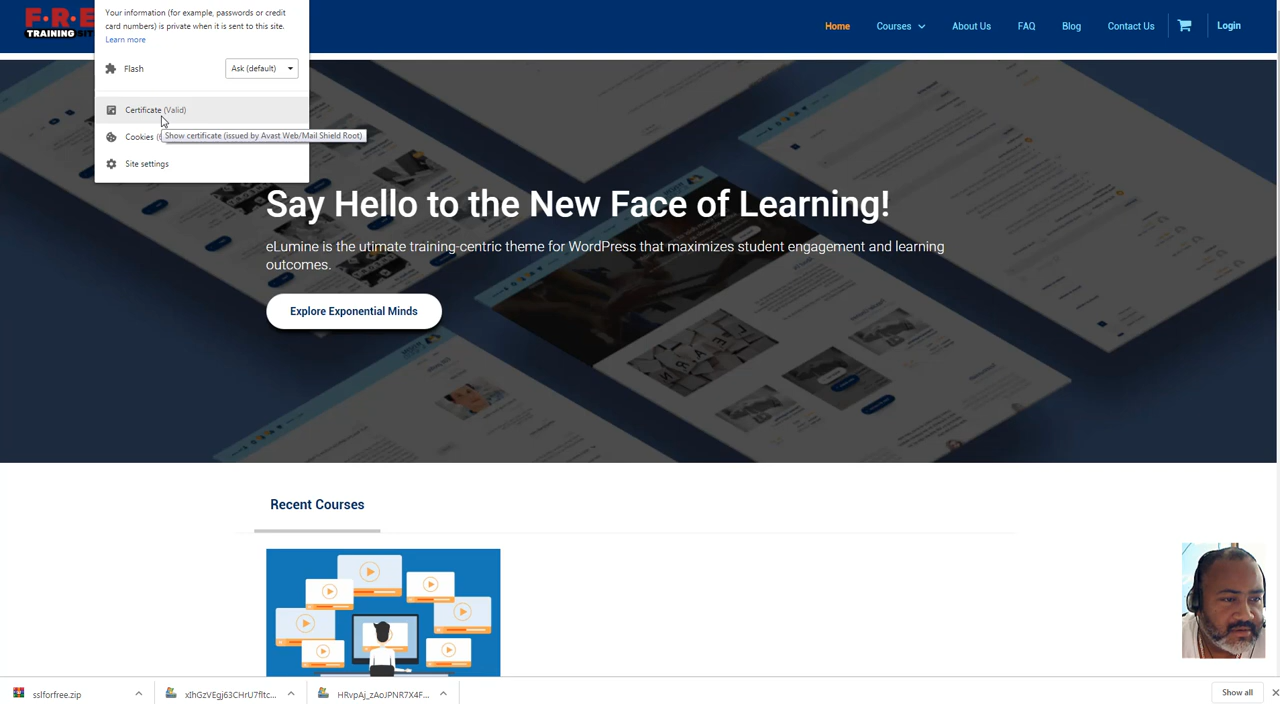 F·R·E
TRAINING
Your information (for example, passwords or credit
card numbers) is private when it is sent to this site.
Learn more
Flash
Ask (default)
Certificate (Valid)
Cookies
Show certificate (issued by Avast Web/Mail Shield Root)
Site settings
Home
Courses
About Us
FAQ
Blog
Contact Us
Login
Say Hello to the New Face of Learning!
eLumine is the utimate training-centric theme for WordPress that maximizes student engagement and learning
outcomes.
Explore Exponential Minds
Recent Courses
sslforfree.zip
HRvpAj_zAoJPNR7X4F...
Show all